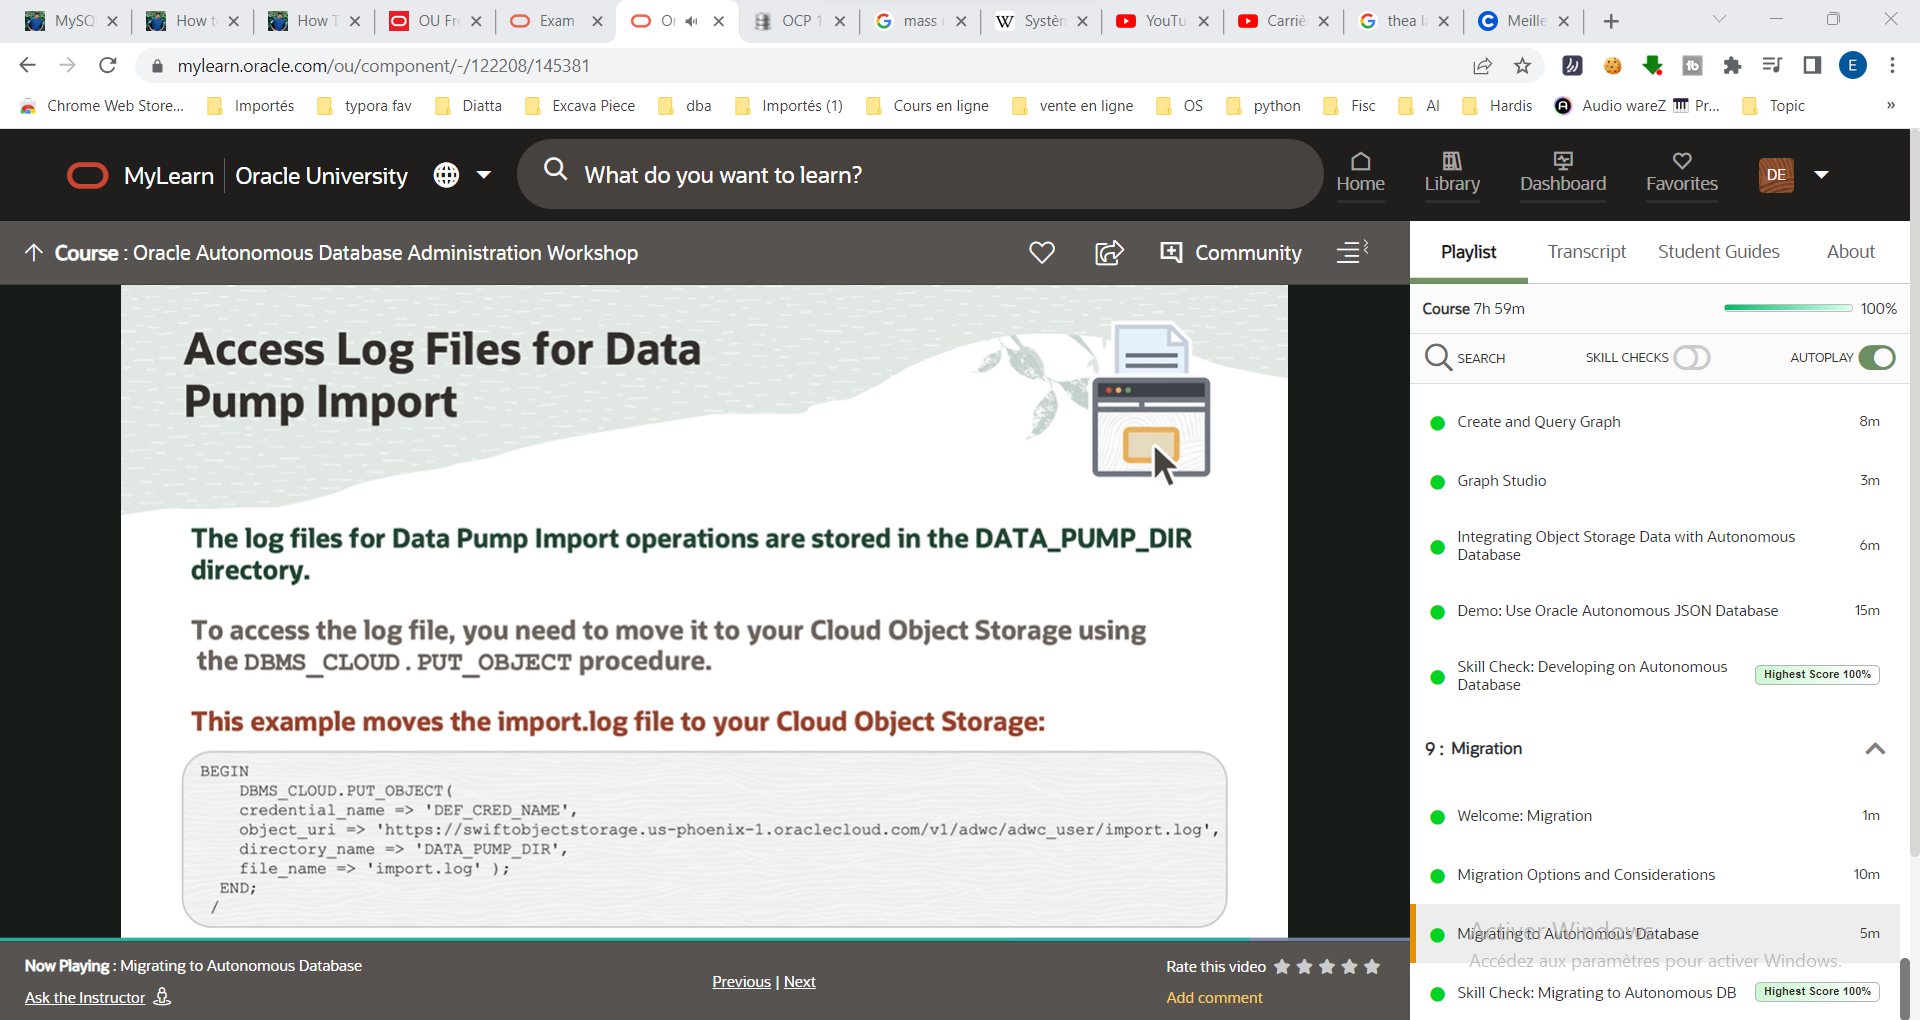 MySQ
How t
How T
OU Fr
Exam
Or
OCP 1
mass
Systèn
YouTu
Carriè
thea l
Meille
mylearn.oracle.com/ou/component/-/122208/145381
E
Chrome Web Store...
Importés
typora fav
Diatta
Excava Piece
dba
Importés (1)
Cours en ligne
vente en ligne
OS
python
Fisc
AI
Hardis
Audio wareZ
Pr...
Topic
»
MyLearn
Oracle University
What do you want to learn?
Home
Library
Dashboard
Favorites
DE
Course : Oracle Autonomous Database Administration Workshop
Community
Playlist
Transcript
Student Guides
About
Access Log Files for Data
Pump Import
The log files for Data Pump Import operations are stored in the DATA_PUMP_DIR
directory.
To access the log file, you need to move it to your Cloud Object Storage using
the DBMS_CLOUD.PUT_OBJECT procedure.
This example moves the import.log file to your Cloud Object Storage:
BEGIN
DBMS_CLOUD.PUT_OBJECT(
credential_name => 'DEF_CRED_NAME',
object_uri => 'https://swiftobjectstorage.us-phoenix-1.oraclecloud.com/v1/adwc/adwc_user/import.log',
directory_name => 'DATA_PUMP_DIR',
file_name => 'import.log' );
END;
/
Course 7h 59m
100%
SEARCH
SKILL CHECKS
AUTOPLAY
Create and Query Graph
8m
Graph Studio
3m
Integrating Object Storage Data with Autonomous
Database
6m
Demo: Use Oracle Autonomous JSON Database
15m
Skill Check: Developing on Autonomous
Database
Highest Score 100%
9 : Migration
Welcome: Migration
1m
Migration Options and Considerations
10m
Migrating to Autonomous Database
5m
Activer Windows
Accédez aux paramètres pour activer Windows.
Skill Check: Migrating to Autonomous DB
Highest Score 100%
Now Playing : Migrating to Autonomous Database
Ask the Instructor
Previous | Next
Rate this video
Add comment